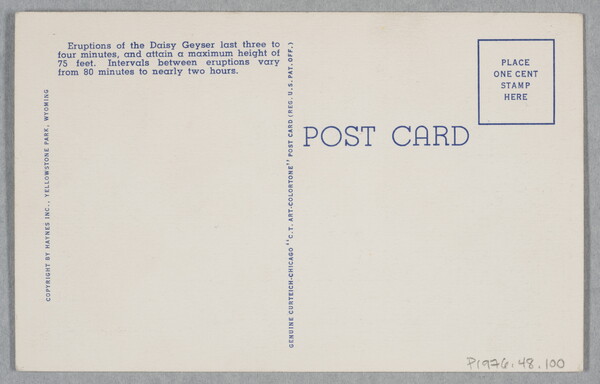 Eruptions of the Daisy Geyser last three to
four minutes, and attain a maximum height of
75 feet. Intervals between eruptions vary
from 80 minutes to nearly two hours.
COPYRIGHT BY HAYNES INC., YELLOWSTONE PARK, WYOMING
GENUINE CURTEICH-CHICAGO "C.T. ART-COLORTONE" POST CARD (REG. U.S. PAT. OFF.)
POST CARD
PLACE
ONE CENT
STAMP
HERE
P1976.48.100